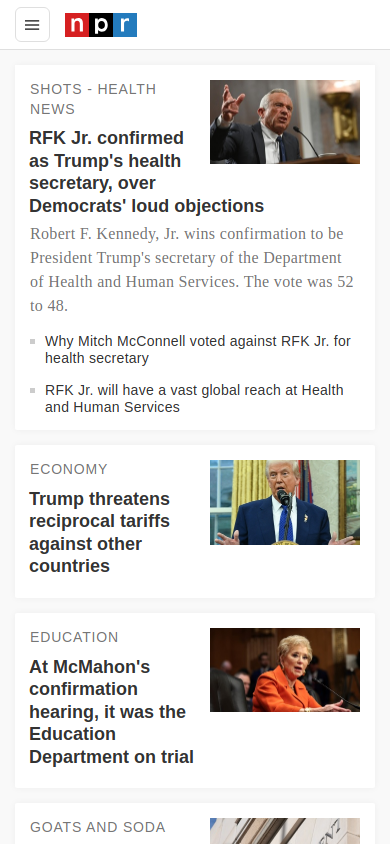 npr
SHOTS - HEALTH
NEWS
RFK Jr. confirmed
as Trump's health
secretary, over
Democrats' loud objections
Robert F. Kennedy, Jr. wins confirmation to be
President Trump's secretary of the Department
of Health and Human Services. The vote was 52
to 48.
Why Mitch McConnell voted against RFK Jr. for
health secretary
RFK Jr. will have a vast global reach at Health
and Human Services
ECONOMY
Trump threatens
reciprocal tariffs
against other
countries
EDUCATION
At McMahon's
confirmation
hearing, it was the
Education
Department on trial
GOATS AND SODA